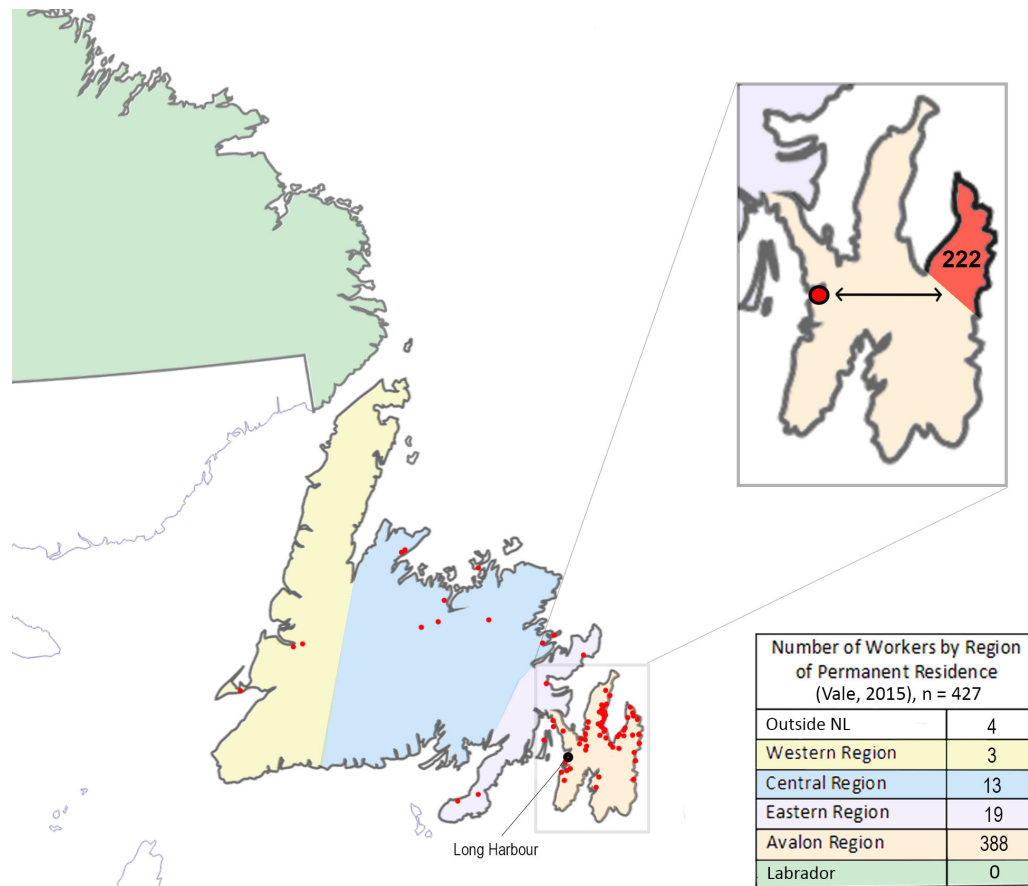 222
Long Harbour
Number of Workers by Region
of Permanent Residence
(Vale, 2015), n = 427
Outside NL 4
Western Region 3
Central Region 13
Eastern Region 19
Avalon Region 388
Labrador 0